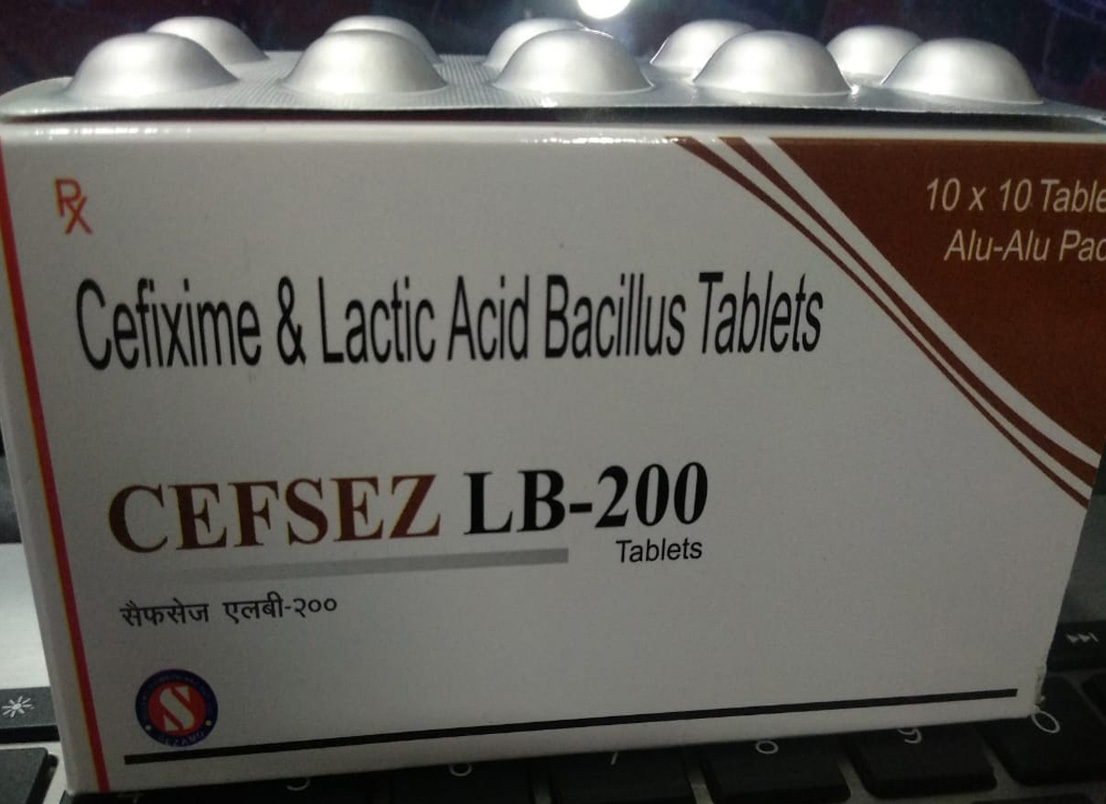 Rx
10 x 10 Table
Alu-Alu Pac
Cefixime & Lactic Acid Bacillus Tablets
CEFSEZ LB-200
Tablets
सैफसेज एलबी-२००
S